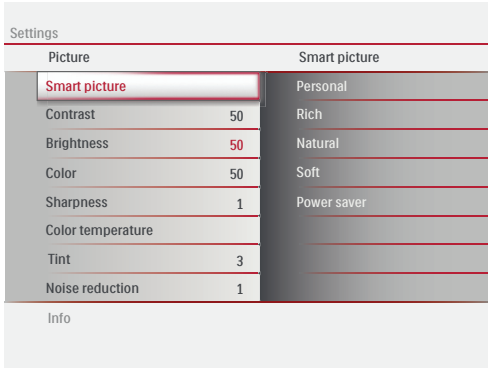 Settings
Picture Smart picture
Smart picture Personal
Contrast 50 Rich
Brightness 50 Natural
Color 50 Soft
Sharpness 1 Power saver
Color temperature
Tint 3
Noise reduction 1
Info